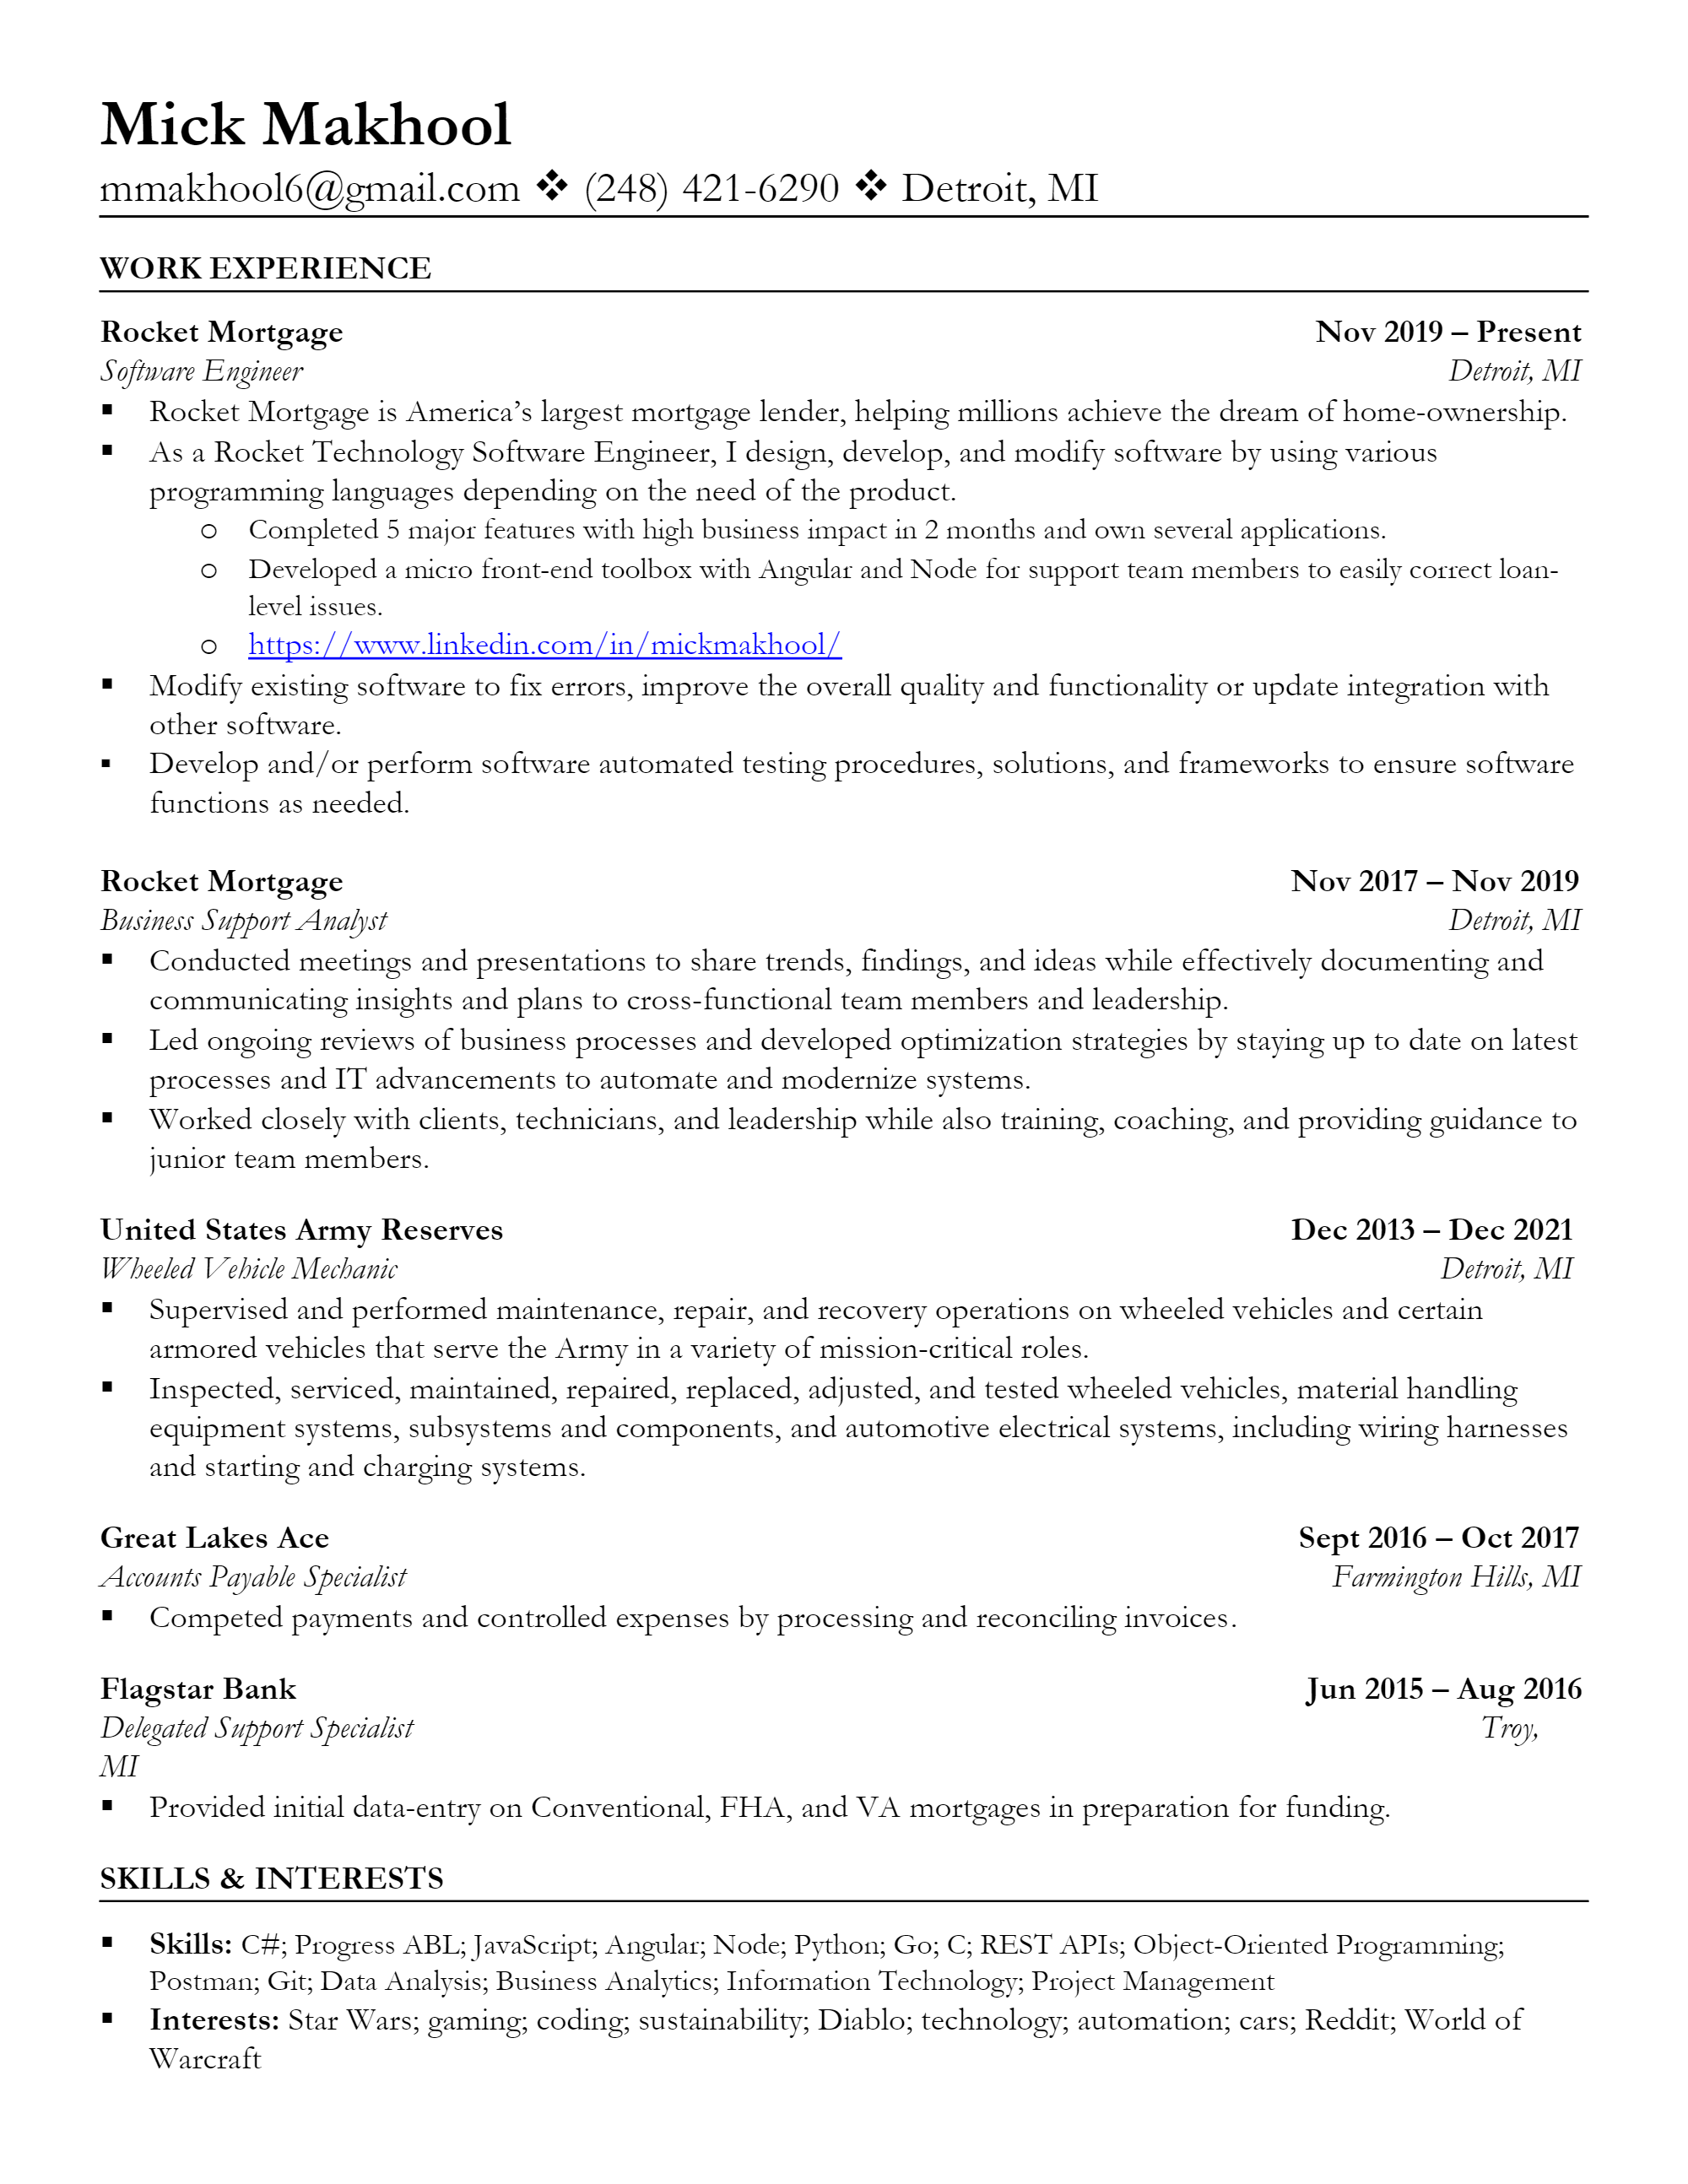 Mick Makhool
mmakhool6@gmail.com ❖ (248) 421-6290 ❖ Detroit, MI
WORK EXPERIENCE
Rocket Mortgage Nov 2019 – Present
Software Engineer Detroit, MI
▪ Rocket Mortgage is America’s largest mortgage lender, helping millions achieve the dream of home-ownership.
▪ As a Rocket Technology Software Engineer, I design, develop, and modify software by using various
programming languages depending on the need of the product.
o Completed 5 major features with high business impact in 2 months and own several applications.
o Developed a micro front-end toolbox with Angular and Node for support team members to easily correct loan-
level issues.
o https://www.linkedin.com/in/mickmakhool/
▪ Modify existing software to fix errors, improve the overall quality and functionality or update integration with
other software.
▪ Develop and/or perform software automated testing procedures, solutions, and frameworks to ensure software
functions as needed.
Rocket Mortgage Nov 2017 – Nov 2019
Business Support Analyst Detroit, MI
▪ Conducted meetings and presentations to share trends, findings, and ideas while effectively documenting and
communicating insights and plans to cross-functional team members and leadership.
▪ Led ongoing reviews of business processes and developed optimization strategies by staying up to date on latest
processes and IT advancements to automate and modernize systems.
▪ Worked closely with clients, technicians, and leadership while also training, coaching, and providing guidance to
junior team members.
United States Army Reserves Dec 2013 – Dec 2021
Wheeled Vehicle Mechanic Detroit, MI
▪ Supervised and performed maintenance, repair, and recovery operations on wheeled vehicles and certain
armored vehicles that serve the Army in a variety of mission-critical roles.
▪ Inspected, serviced, maintained, repaired, replaced, adjusted, and tested wheeled vehicles, material handling
equipment systems, subsystems and components, and automotive electrical systems, including wiring harnesses
and starting and charging systems.
Great Lakes Ace Sept 2016 – Oct 2017
Accounts Payable Specialist Farmington Hills, MI
▪ Competed payments and controlled expenses by processing and reconciling invoices.
Flagstar Bank Jun 2015 – Aug 2016
Delegated Support Specialist Troy,
MI
▪ Provided initial data-entry on Conventional, FHA, and VA mortgages in preparation for funding.
SKILLS & INTERESTS
▪ Skills: C#; Progress ABL; JavaScript; Angular; Node; Python; Go; C; REST APIs; Object-Oriented Programming;
Postman; Git; Data Analysis; Business Analytics; Information Technology; Project Management
▪ Interests: Star Wars; gaming; coding; sustainability; Diablo; technology; automation; cars; Reddit; World of
Warcraft